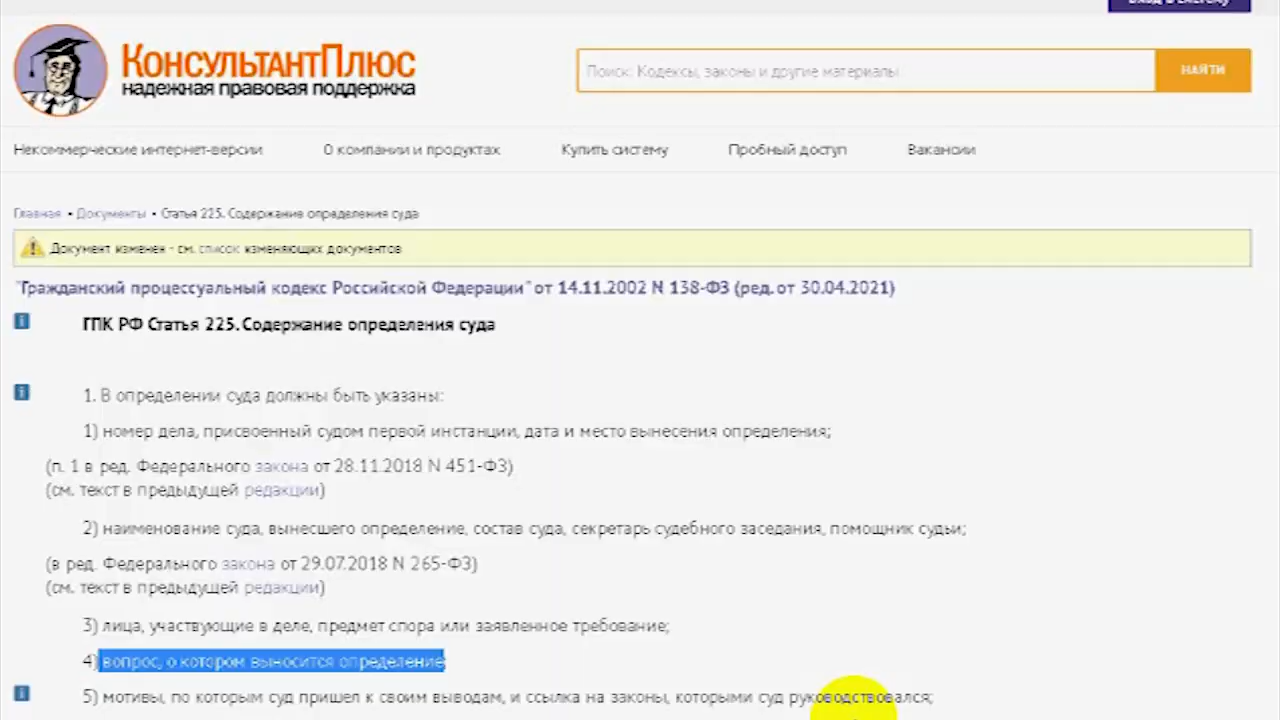 КонсультантПлюс
надежная правовая поддержка
Поиск: Кодексы, законы и другие материалы
НАЙТИ
Некоммерческие интернет-версии О компании и продуктах Купить систему Пробный доступ Вакансии
Главная • Документы • Статья 225. Содержание определения суда
Документ изменен - см. список изменяющих документов
"Гражданский процессуальный кодекс Российской Федерации" от 14.11.2002 N 138-ФЗ (ред. от 30.04.2021)
ГПК РФ Статья 225. Содержание определения суда
1. В определении суда должны быть указаны:
1) номер дела, присвоенный судом первой инстанции, дата и место вынесения определения;
(п. 1 в ред. Федерального закона от 28.11.2018 N 451-ФЗ)
(см. текст в предыдущей редакции)
2) наименование суда, вынесшего определение, состав суда, секретарь судебного заседания, помощник судьи;
(в ред. Федерального закона от 29.07.2018 N 265-ФЗ)
(см. текст в предыдущей редакции)
3) лица, участвующие в деле, предмет спора или заявленное требование;
4) вопрос, о котором выносится определение;
5) мотивы, по которым суд пришел к своим выводам, и ссылка на законы, которыми суд руководствовался;